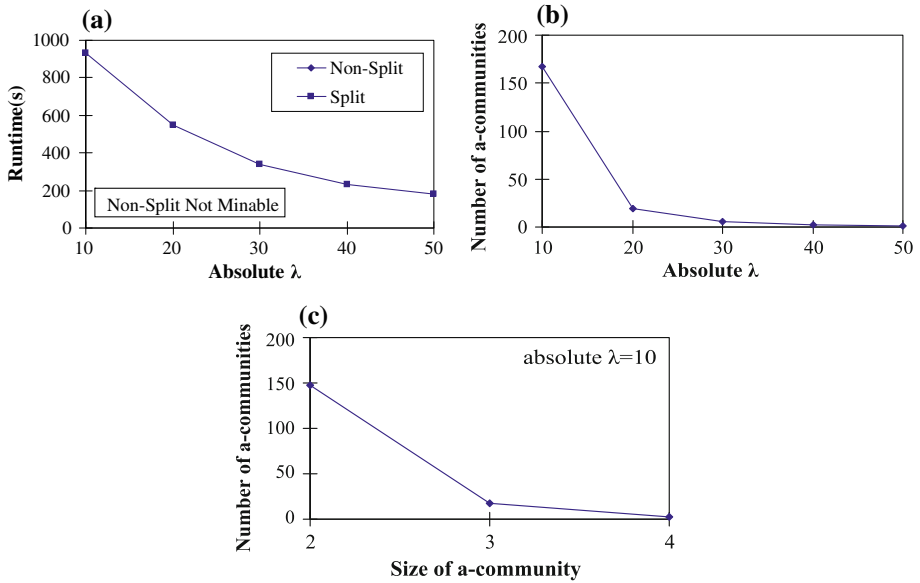 (a)
Runtime(s)
1000
800
600
400
200
0
Non-Split
Split
Non-Split Not Minable
10 20 30 40 50
Absolute λ
(b)
Number of a-communities
200
150
100
50
0
10 20 30 40 50
Absolute λ
(c)
Number of a-communities
200
150
100
50
0
absolute λ=10
2 3 4
Size of a-community